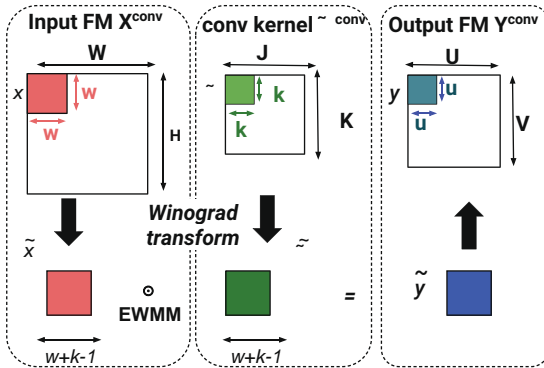 Input FM X^conv
W
x
w
w
H
x̃
w+k-1
⊙
EWMM
conv kernel ~ conv
J
~
k
k
K
Winograd
transform
~
~
w+k-1
=
Output FM Y^conv
U
y
u
u
V
ỹ